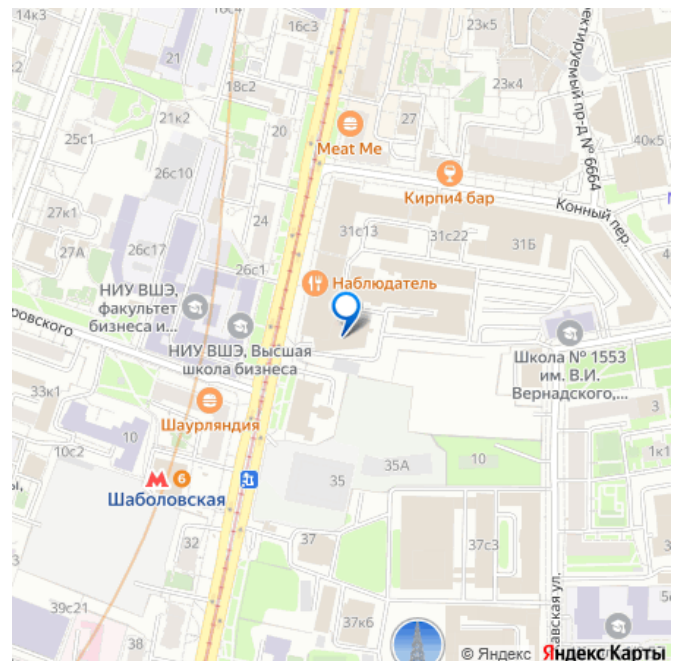 14к3
16с4
16с3
23к5
ектируемый пр-д № 6664
21
18с2
23к4
21к2
20
27
40к5
25с1
Meat Me
26с10
Кирпи4 бар
Конный пер.
27к1
24
31с13
31с22
31Б
27А
26с17
26с1
Наблюдатель
НИУ ВШЭ,
факультет
бизнеса и...
ровского
НИУ ВШЭ, Высшая
школа бизнеса
Школа № 1553
им. В.И.
Вернадского,...
33к1
3
Шаурляндия
10
10с2
35А
10
1к1
6
35
Шаболовская
32
37
37с3
39с21
38
37к6
авская ул.
© Яндекс
Яндекс Карты